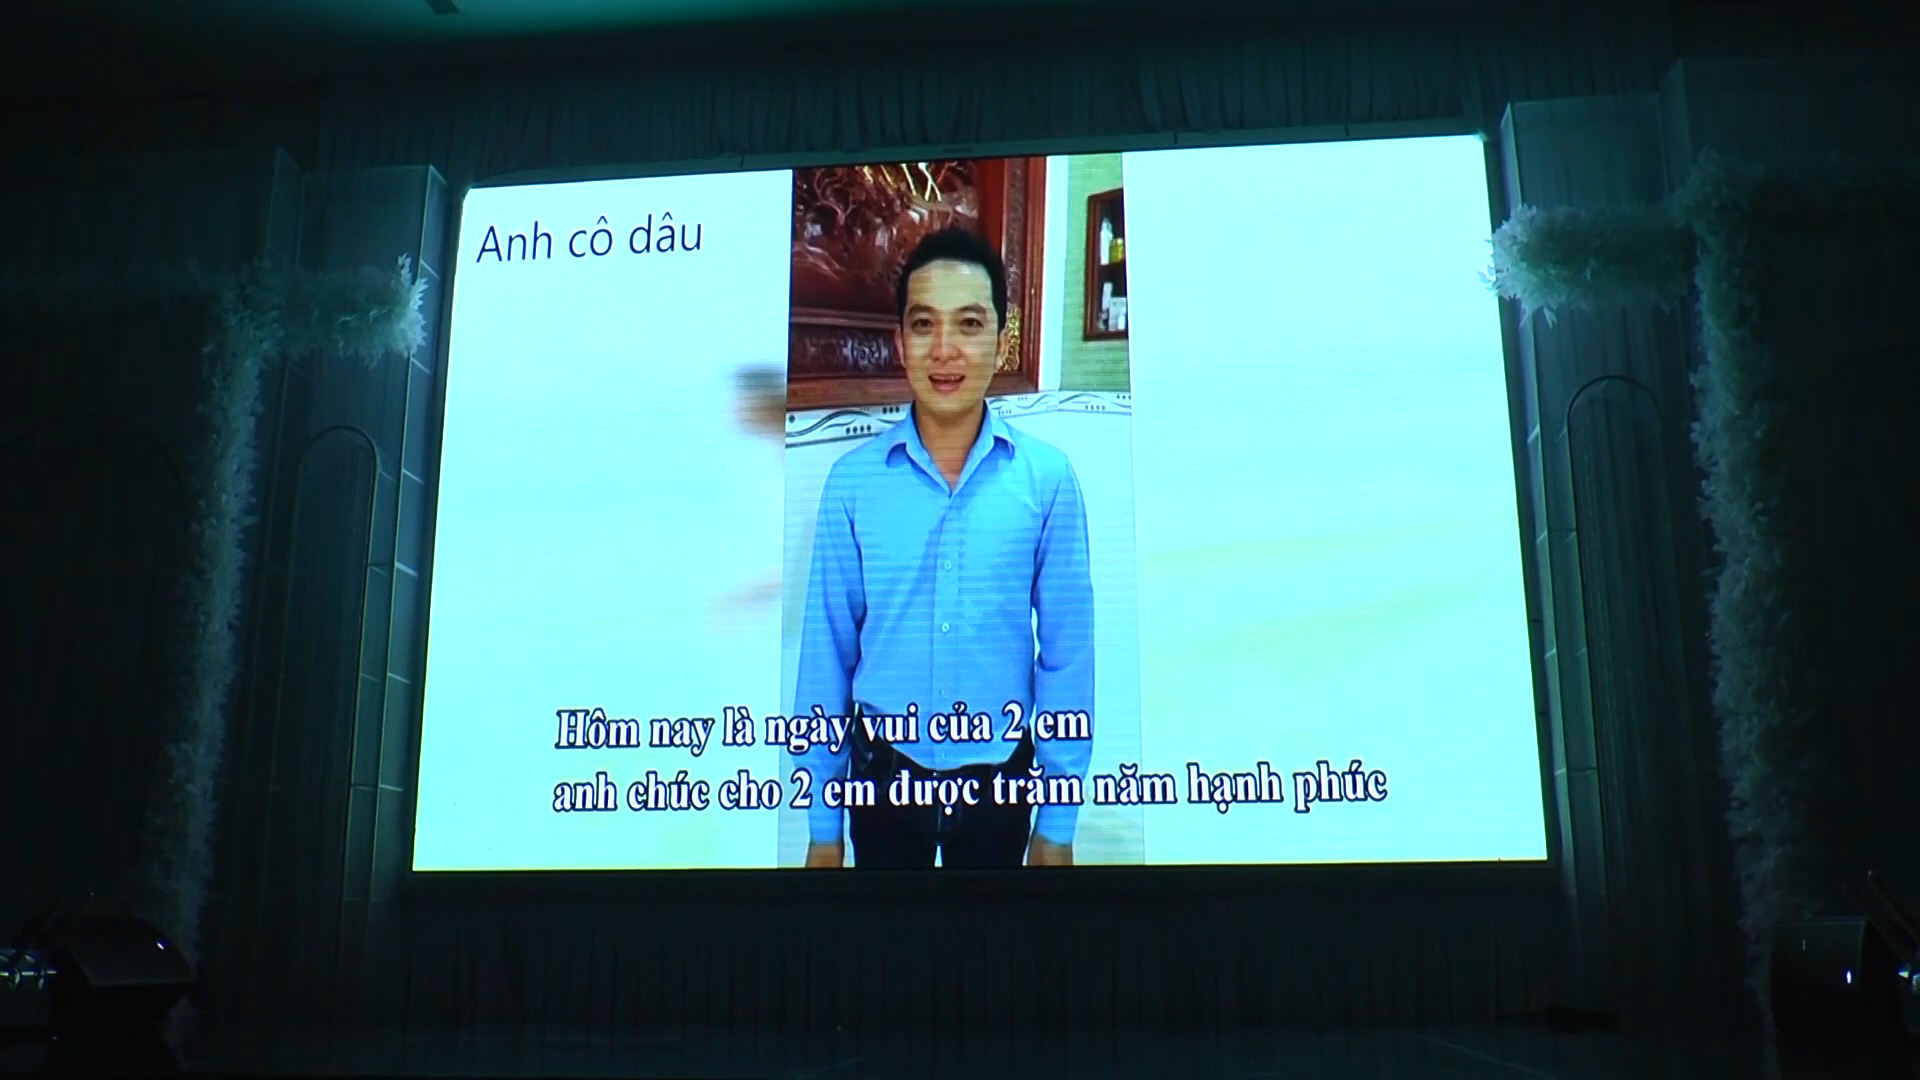 Anh cô dâu
Hôm nay là ngày vui của 2 em
anh chúc cho 2 em được trăm năm hạnh phúc